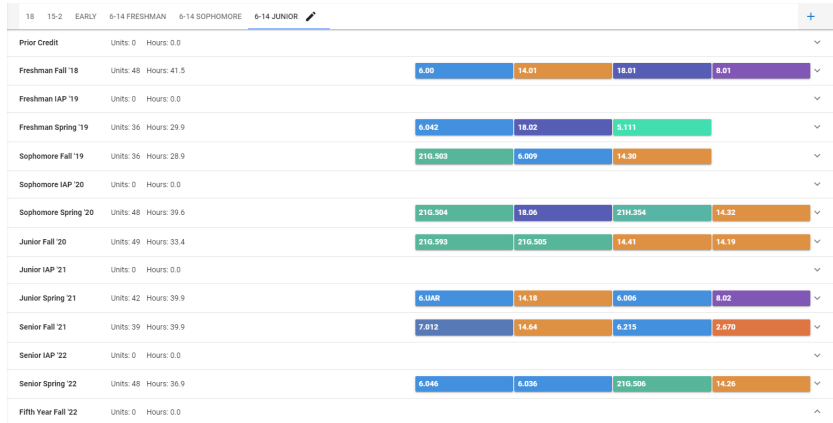 18 15-2 EARLY 6-14 FRESHMAN 6-14 SOPHOMORE 6-14 JUNIOR
Prior Credit Units: 0 Hours: 0.0
Freshman Fall '18 Units: 48 Hours: 41.5 6.00 14.01 18.01 8.01
Freshman IAP '19 Units: 0 Hours: 0.0
Freshman Spring '19 Units: 36 Hours: 29.9 6.042 18.02 5.111
Sophomore Fall '19 Units: 36 Hours: 28.9 21G.503 6.009 14.30
Sophomore IAP '20 Units: 0 Hours: 0.0
Sophomore Spring '20 Units: 48 Hours: 39.6 21G.504 18.06 21H.354 14.32
Junior Fall '20 Units: 49 Hours: 33.4 21G.593 21G.505 14.41 14.19
Junior IAP '21 Units: 0 Hours: 0.0
Junior Spring '21 Units: 42 Hours: 39.9 6.UAR 14.18 6.006 8.02
Senior Fall '21 Units: 39 Hours: 39.9 7.012 14.64 6.215 2.670
Senior IAP '22 Units: 0 Hours: 0.0
Senior Spring '22 Units: 48 Hours: 36.9 6.046 6.036 21G.506 14.26
Fifth Year Fall '22 Units: 0 Hours: 0.0